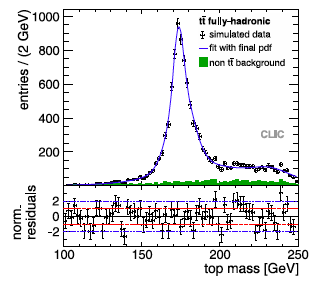 tt̄ fully-hadronic
simulated data
fit with final pdf
non tt̄ background
CLIC
entries / (2 GeV)
1000
800
600
400
200
norm.
residuals
2
0
-2
100
150
200
250
top mass [GeV]